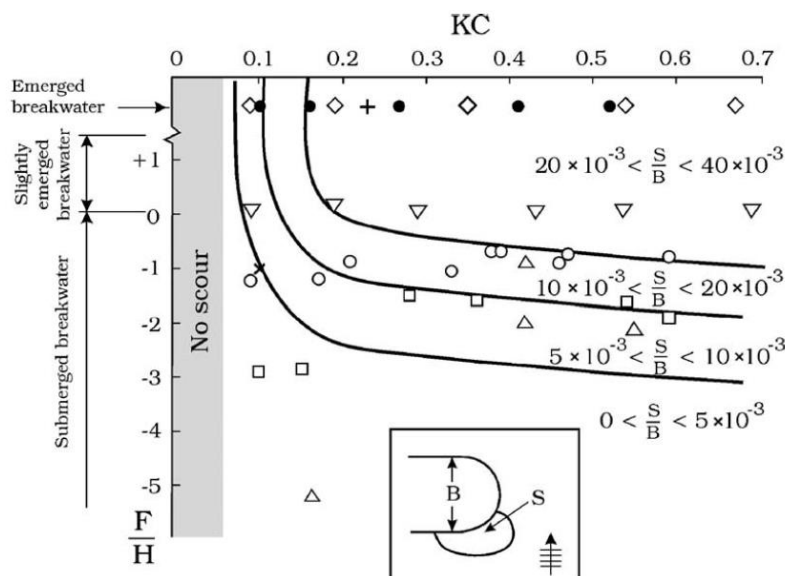 KC
0 0.1 0.2 0.3 0.4 0.5 0.6 0.7
Emerged
breakwater
Slightly
emerged
breakwater
+1
20 × 10⁻³ < S/B < 40 × 10⁻³
0
-1
10 × 10⁻³ < S/B < 20 × 10⁻³
-2
5 × 10⁻³ < S/B < 10 × 10⁻³
-3
0 < S/B < 5 × 10⁻³
-4
-5
F/H
Submerged breakwater
No scour
B
S